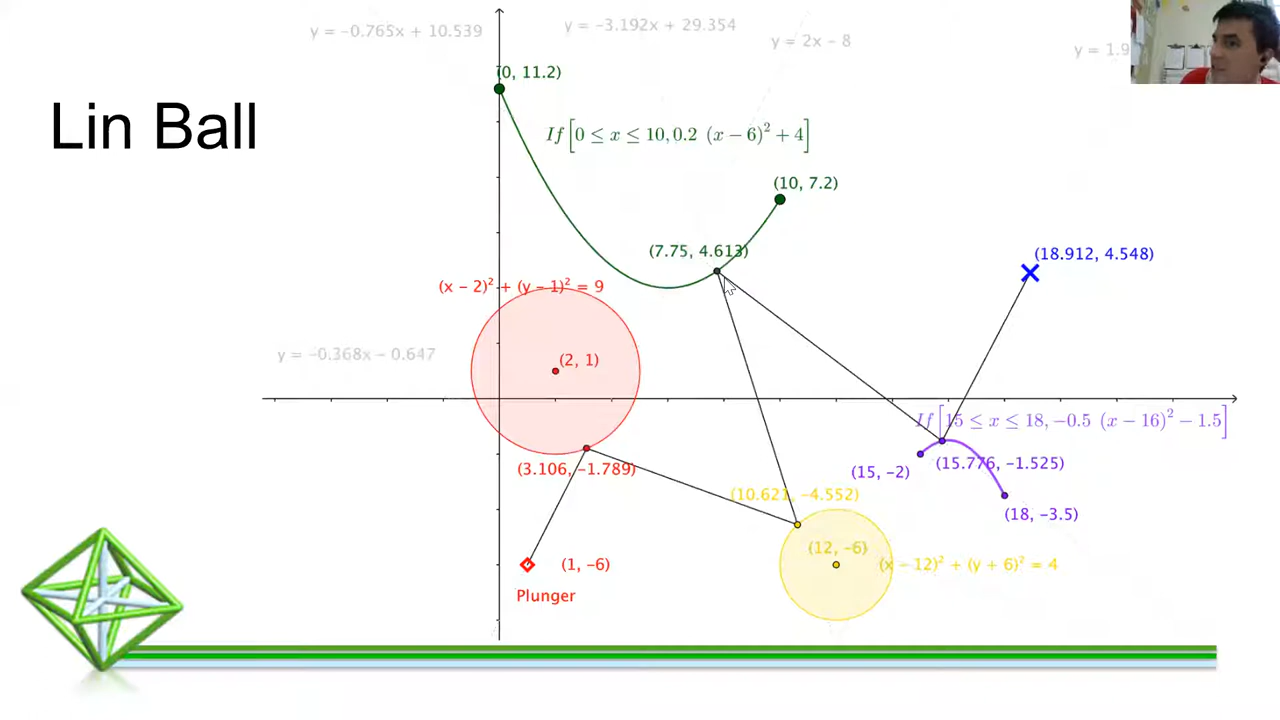 y = −0.765x + 10.539
y = −3.192x + 29.354
y = 2x − 8
y = 1.9
(0, 11.2)
Lin Ball
If [0 ≤ x ≤ 10, 0.2 (x − 6)² + 4]
(10, 7.2)
(7.75, 4.613)
(18.912, 4.548)
(x − 2)² + (y − 1)² = 9
y = −0.368x − 0.647
(2, 1)
If [15 ≤ x ≤ 18, −0.5 (x − 16)² − 1.5]
(3.106, −1.789)
(15, −2)
(15.776, −1.525)
(10.621, −4.552)
(18, −3.5)
(12, −6)
(1, −6)
(x − 12)² + (y + 6)² = 4
Plunger